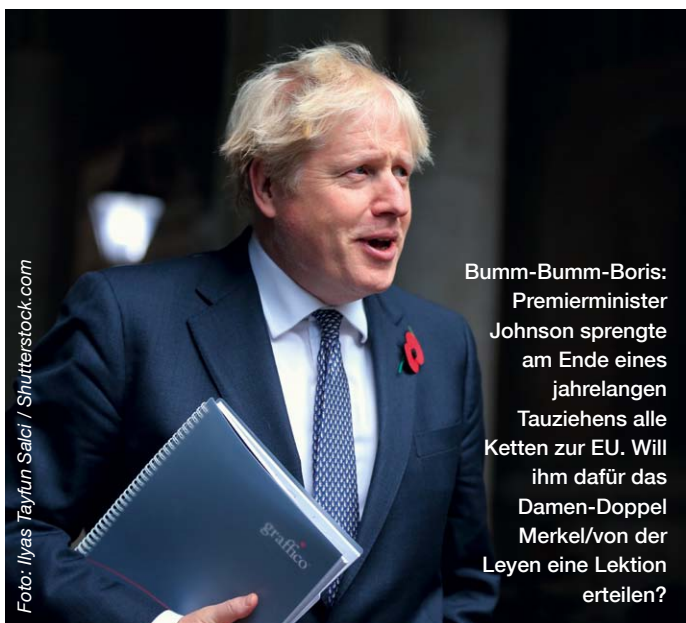 Bumm-Bumm-Boris:
Premierminister
Johnson sprengte
am Ende eines
jahrelangen
Tauziehens alle
Ketten zur EU. Will
ihm dafür das
Damen-Doppel
Merkel/von der
Leyen eine Lektion
erteilen?
graffico
Foto: Ilyas Tayfun Salci / Shutterstock.com